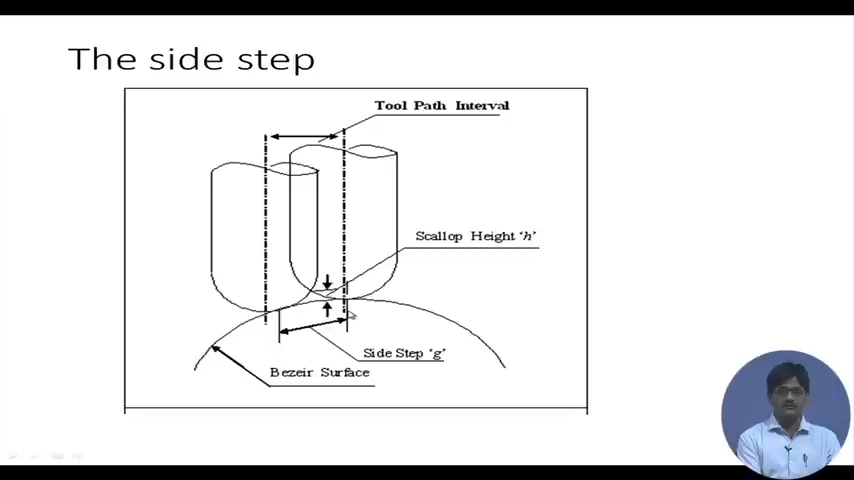 The side step
Tool Path Interval
Scallop Height 'h'
Side Step 'g'
Bezeir Surface